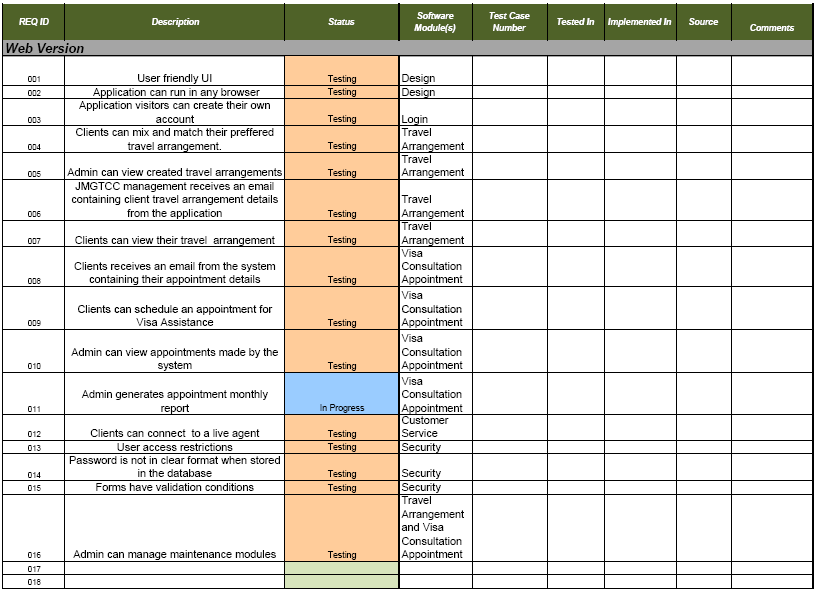 REQ ID Description Status Software Module(s) Test Case Number Tested In Implemented In Source Comments
Web Version
001 User friendly UI Testing Design
002 Application can run in any browser Testing Design
003 Application visitors can create their own account Testing Login
004 Clients can mix and match their preffered travel arrangement. Testing Travel Arrangement
005 Admin can view created travel arrangements Testing Travel Arrangement
006 JMGTCC management receives an email containing client travel arrangement details from the application Testing Travel Arrangement
007 Clients can view their travel arrangement Testing Travel Arrangement
008 Clients receives an email from the system containing their appointment details Testing Visa Consultation Appointment
009 Clients can schedule an appointment for Visa Assistance Testing Visa Consultation Appointment
010 Admin can view appointments made by the system Testing Visa Consultation Appointment
011 Admin generates appointment monthly report In Progress Visa Consultation Appointment
012 Clients can connect to a live agent Testing Customer Service
013 User access restrictions Testing Security
014 Password is not in clear format when stored in the database Testing Security
015 Forms have validation conditions Testing Security
016 Admin can manage maintenance modules Testing Travel Arrangement and Visa Consultation Appointment
017
018